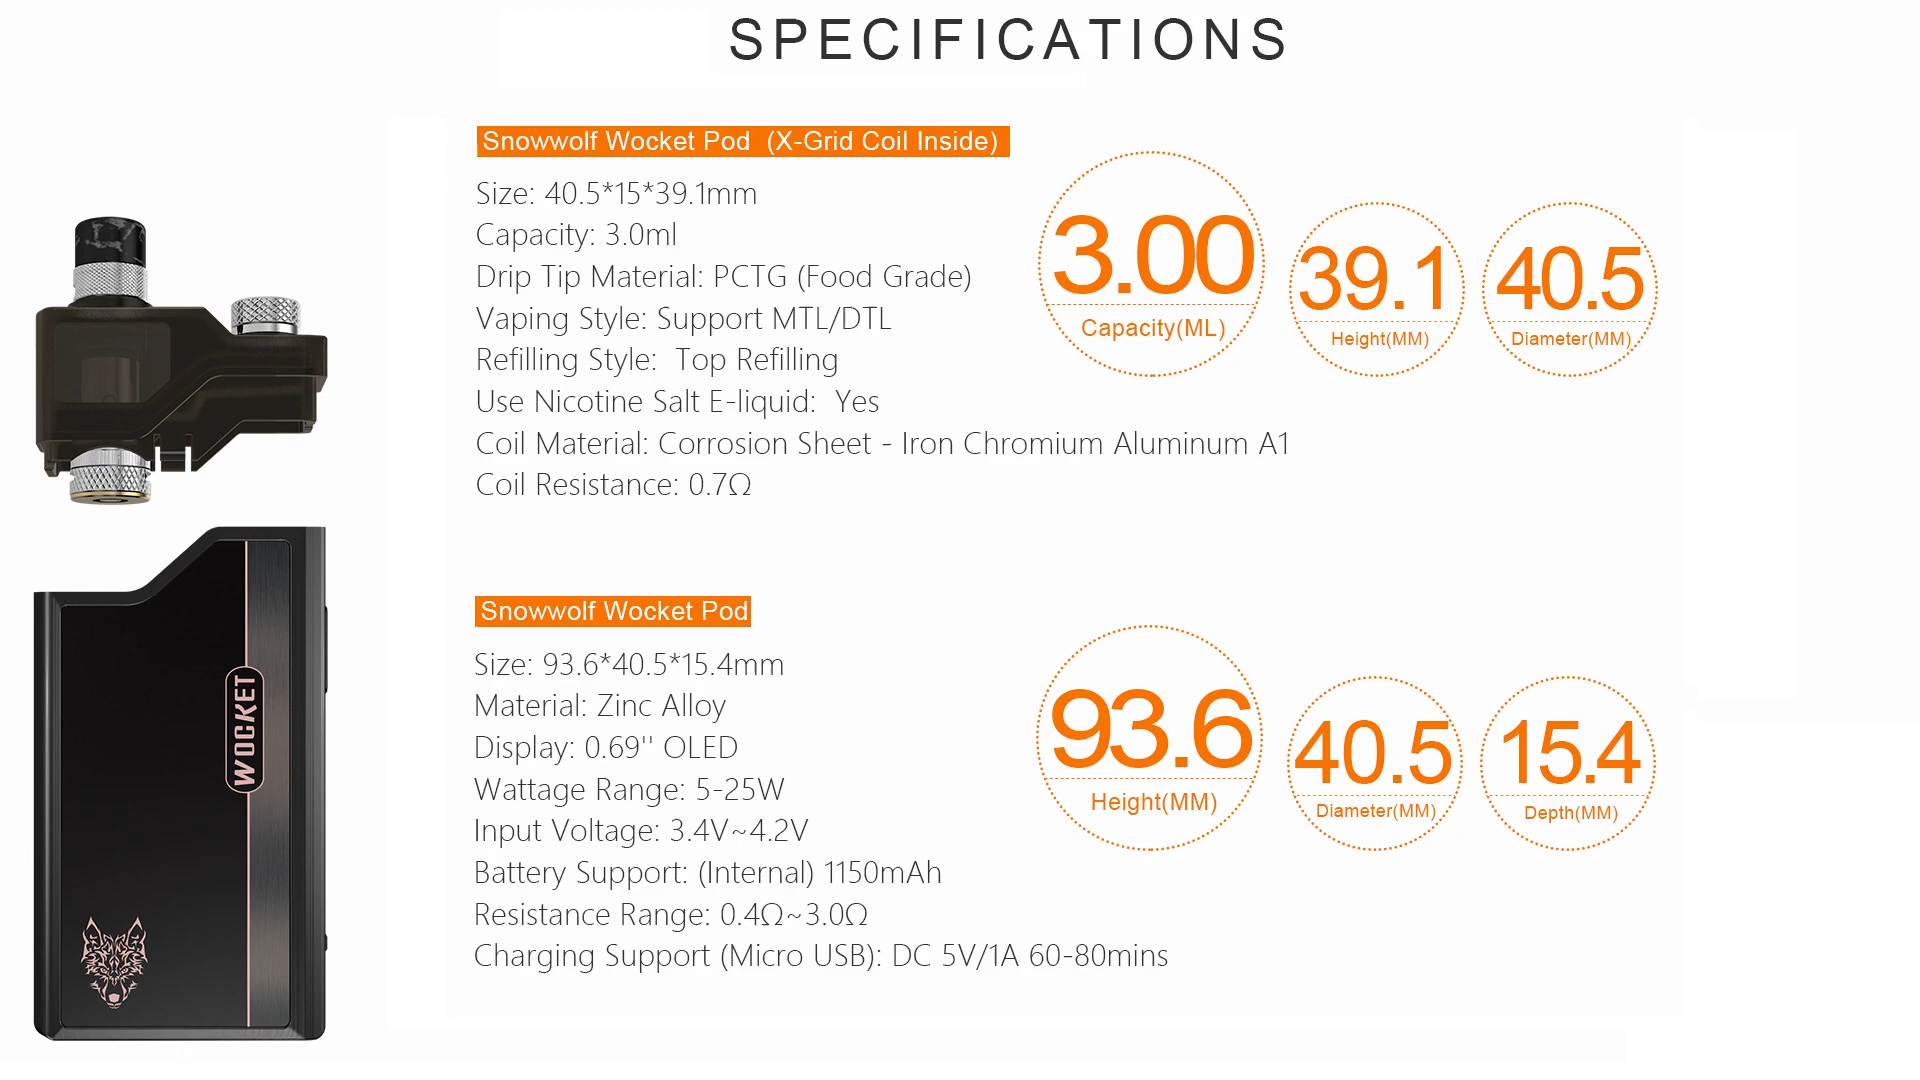 SPECIFICATIONS
Snowwolf Wocket Pod (X-Grid Coil Inside)
Size: 40.5*15*39.1mm
Capacity: 3.0ml
Drip Tip Material: PCTG (Food Grade)
Vaping Style: Support MTL/DTL
Refilling Style: Top Refilling
Use Nicotine Salt E-liquid: Yes
Coil Material: Corrosion Sheet - Iron Chromium Aluminum A1
Coil Resistance: 0.7Ω
3.00
Capacity(ML)
39.1
Height(MM)
40.5
Diameter(MM)
WOCKET
Snowwolf Wocket Pod
Size: 93.6*40.5*15.4mm
Material: Zinc Alloy
Display: 0.69'' OLED
Wattage Range: 5-25W
Input Voltage: 3.4V~4.2V
Battery Support: (Internal) 1150mAh
Resistance Range: 0.4Ω~3.0Ω
Charging Support (Micro USB): DC 5V/1A 60-80mins
93.6
Height(MM)
40.5
Diameter(MM)
15.4
Depth(MM)